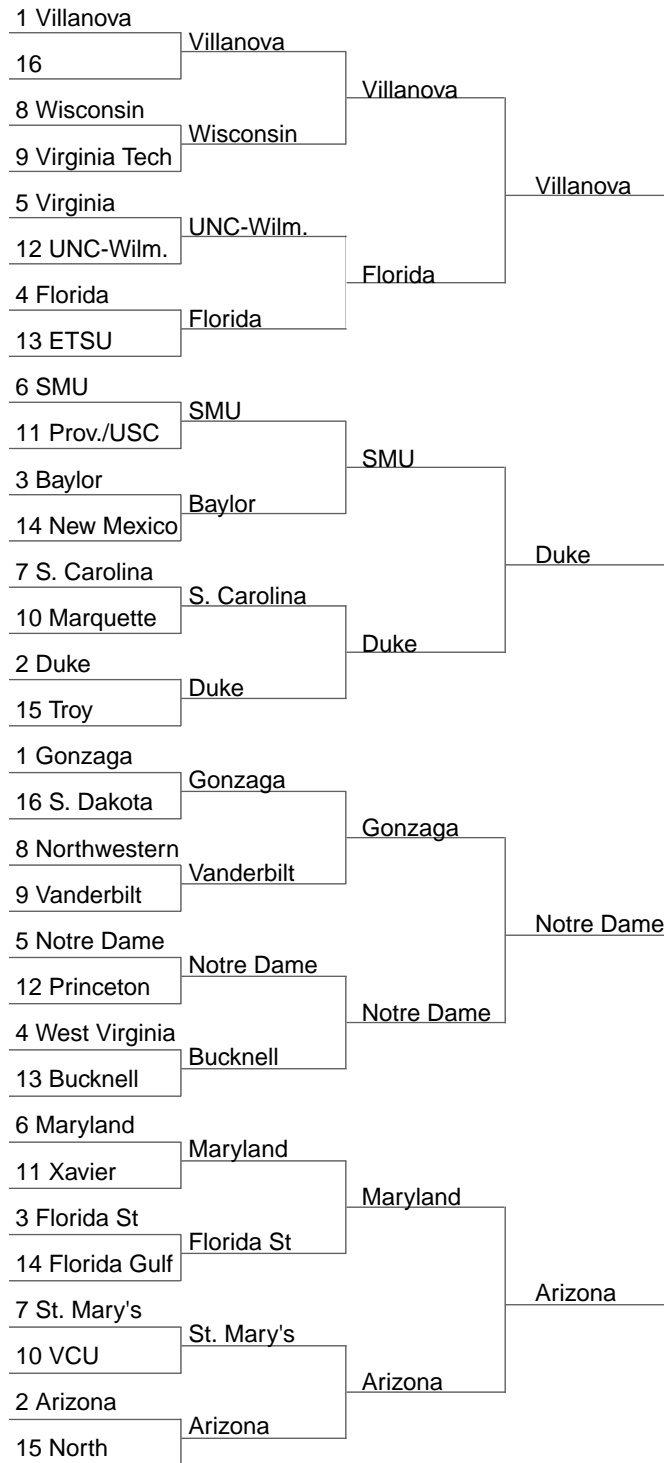 1 Villanova
16
8 Wisconsin
9 Virginia Tech
5 Virginia
12 UNC-Wilm.
4 Florida
13 ETSU
6 SMU
11 Prov./USC
3 Baylor
14 New Mexico
7 S. Carolina
10 Marquette
2 Duke
15 Troy
1 Gonzaga
16 S. Dakota
8 Northwestern
9 Vanderbilt
5 Notre Dame
12 Princeton
4 West Virginia
13 Bucknell
6 Maryland
11 Xavier
3 Florida St
14 Florida Gulf
7 St. Mary's
10 VCU
2 Arizona
15 North
Villanova
Wisconsin
UNC-Wilm.
Florida
SMU
Baylor
S. Carolina
Duke
Gonzaga
Vanderbilt
Notre Dame
Bucknell
Maryland
Florida St
St. Mary's
Arizona
Villanova
Florida
SMU
Duke
Gonzaga
Notre Dame
Maryland
Arizona
Villanova
Duke
Notre Dame
Arizona